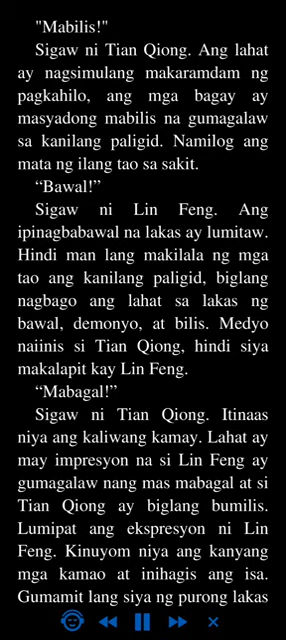 "Mabilis!"
Sigaw ni Tian Qiong. Ang lahat
ay nagsimulang makaramdam ng
pagkahilo, ang mga bagay ay
masyadong mabilis na gumagalaw
sa kanilang paligid. Namilog ang
mata ng ilang tao sa sakit.
“Bawal!”
Sigaw ni Lin Feng. Ang
ipinagbabawal na lakas ay lumitaw.
Hindi man lang makilala ng mga
tao ang kanilang paligid, biglang
nagbago ang lahat sa lakas ng
bawal, demonyo, at bilis. Medyo
naiinis si Tian Qiong, hindi siya
makalapit kay Lin Feng.
“Mabagal!”
Sigaw ni Tian Qiong. Itinaas
niya ang kaliwang kamay. Lahat ay
may impresyon na si Lin Feng ay
gumagalaw nang mas mabagal at si
Tian Qiong ay biglang bumilis.
Lumipat ang ekspresyon ni Lin
Feng. Kinuyom niya ang kanyang
mga kamao at inihagis ang isa.
Gumamit lang siya ng purong lakas